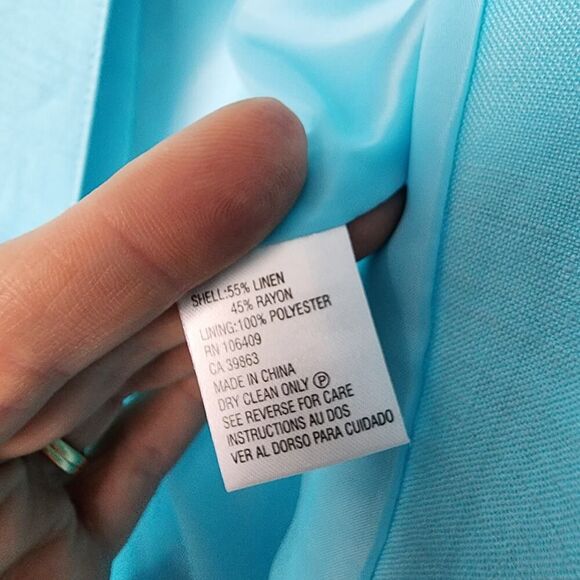 SHELL:55% LINEN
45% RAYON
LINING:100% POLYESTER
RN 106409
CA 39863
MADE IN CHINA
DRY CLEAN ONLY Ⓟ
SEE REVERSE FOR CARE
INSTRUCTIONS AU DOS
VER AL DORSO PARA CUIDADO